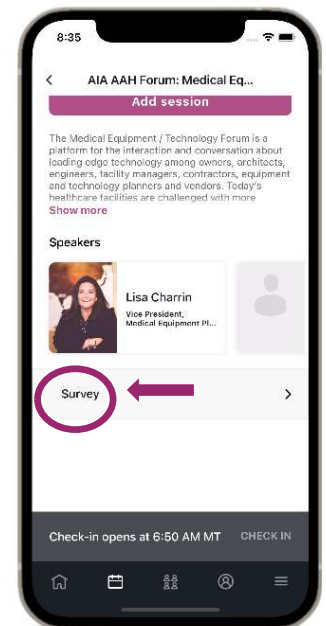 8:35
AIA AAH Forum: Medical Eq...
Add session
The Medical Equipment / Technology Forum is a
platform for the interaction and conversation about
leading edge technology among owners, architects,
engineers, facility managers, contractors, equipment
and technology planners and vendors. Today's
healthcare facilities are challenged with more
Show more
Speakers
Lisa Charrin
Vice President,
Medical Equipment Pl...
Survey
Check-in opens at 6:50 AM MT CHECK IN